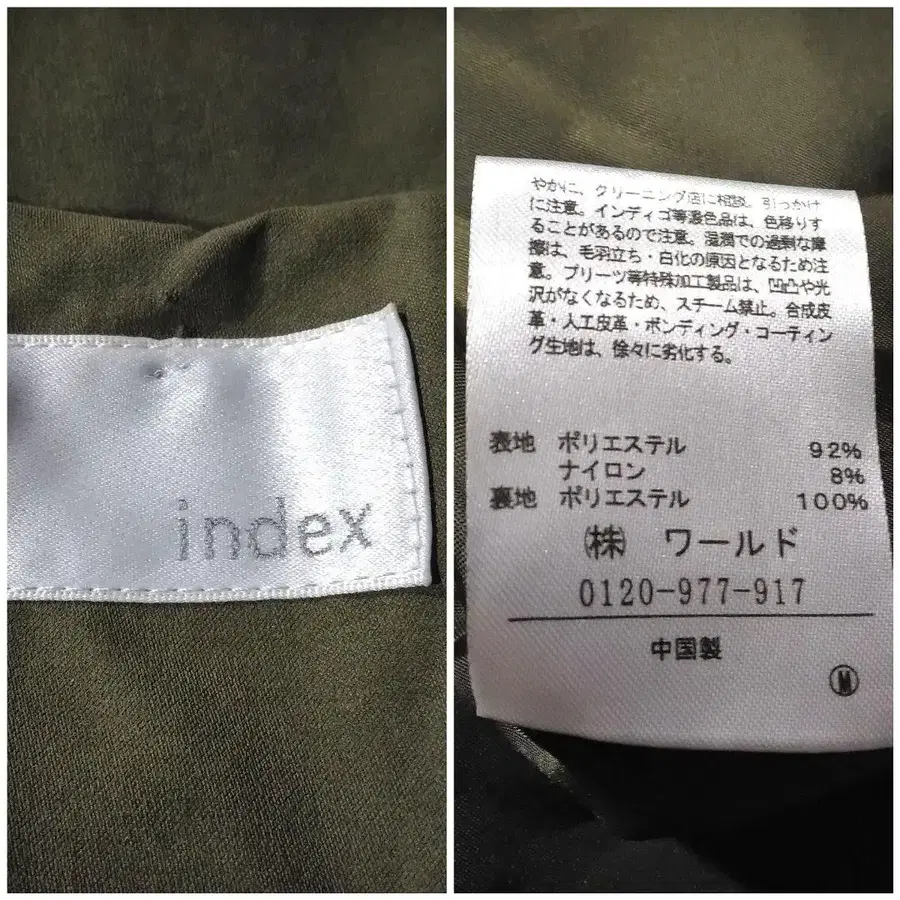 index
やかに、クリーニング店に相談。引っかけ
に注意。インディゴ等濃色品は、色移りす
ることがあるので注意。湿潤での過剰な摩
擦は、毛羽立ち・白化の原因となるため注
意。プリーツ等特殊加工製品は、凹凸や光
沢がなくなるため、スチーム禁止。合成皮
革・人工皮革・ボンディング・コーティン
グ生地は、徐々に劣化する。
表地 ポリエステル 92%
ナイロン 8%
裏地 ポリエステル 100%
㈱ ワールド
0120-977-917
中国製
Ⓜ